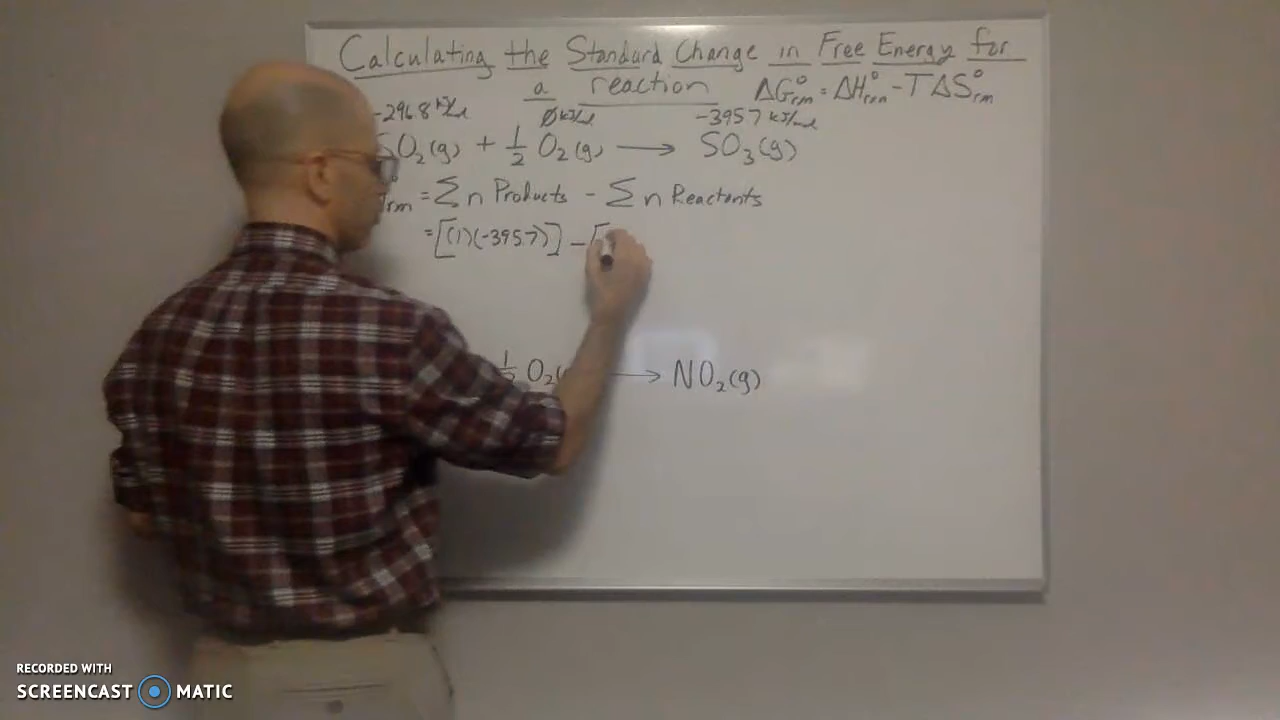 Calculating the Standard Change in Free Energy for
a reaction ΔG°rxn = ΔH°rxn - TΔS°rxn
-296.8 kJ/mol 0 kJ/mol -395.7 kJ/mol
SO₂(g) + 1/2 O₂(g) → SO₃(g)
rxn = Σ n Products - Σ n Reactants
= [(1)(-395.7)] - [
1/2 O₂( → NO₂(g)
RECORDED WITH
SCREENCAST MATIC